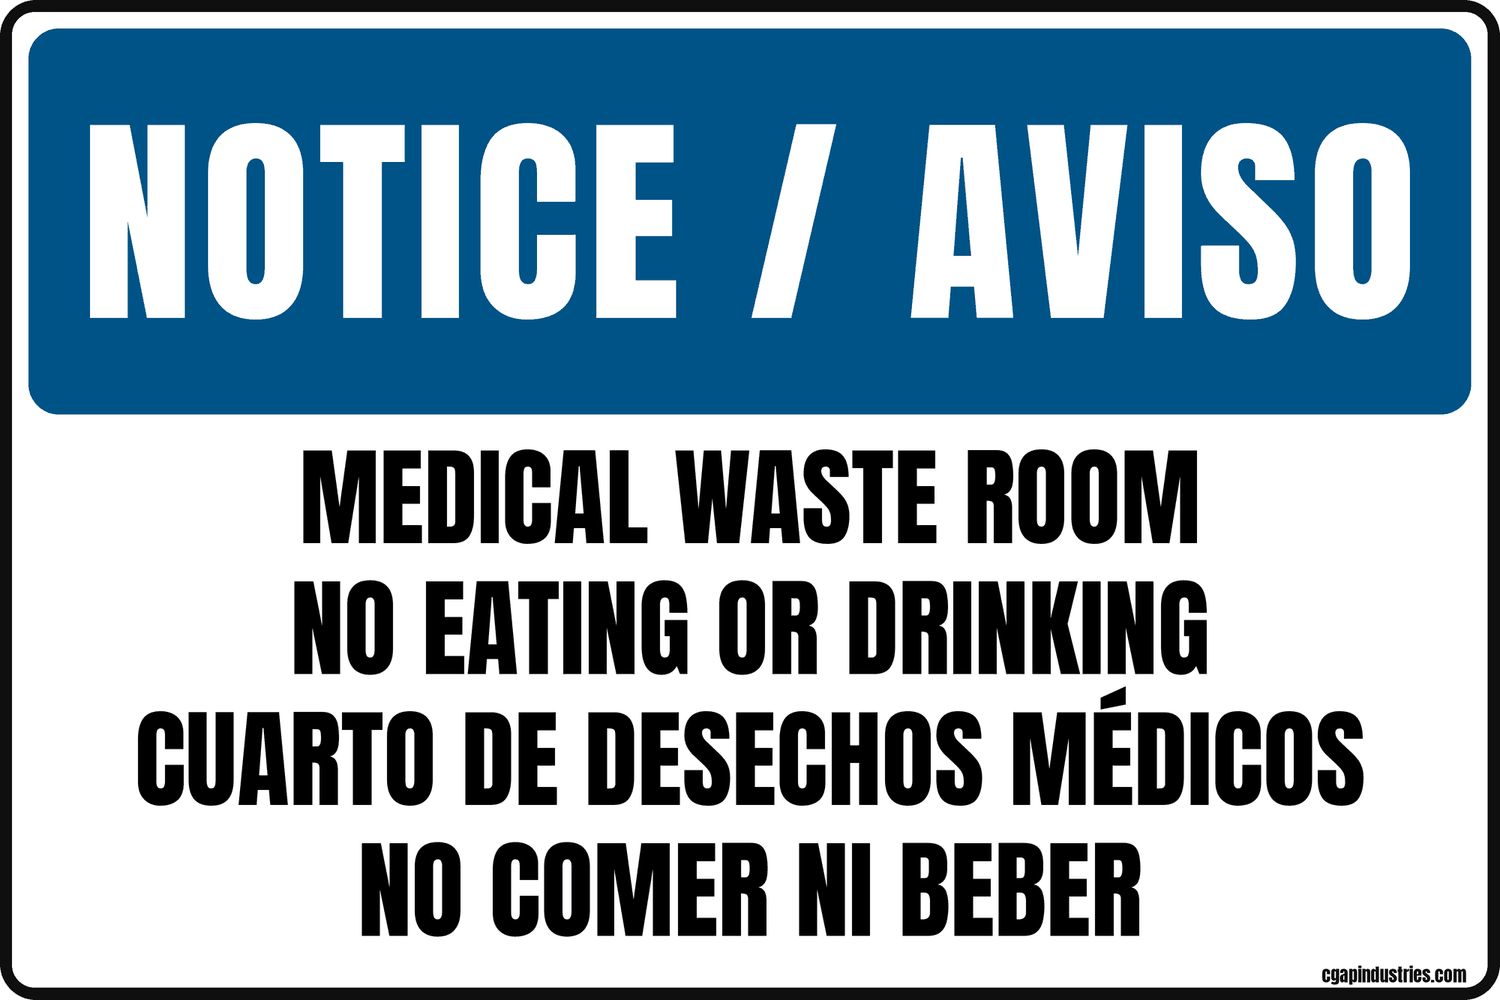 NOTICE / AVISO
MEDICAL WASTE ROOM
NO EATING OR DRINKING
CUARTO DE DESECHOS MÉDICOS
NO COMER NI BEBER
cgapindustries.com